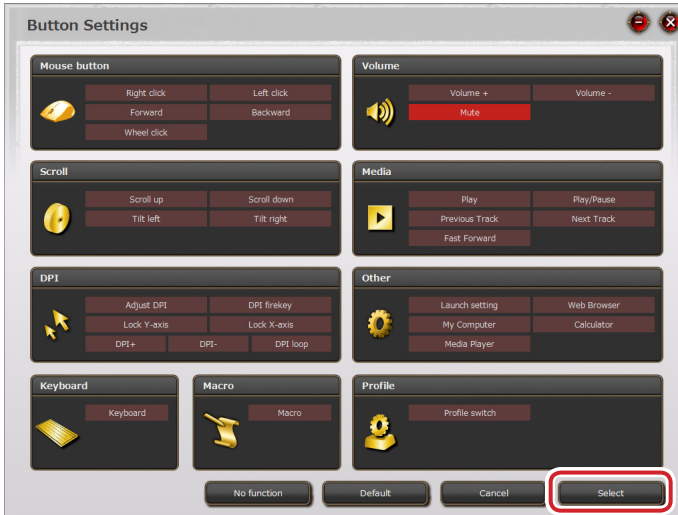 Button Settings
Mouse button
Right click Left click
Forward Backward
Wheel click
Volume
Volume + Volume -
Mute
Scroll
Scroll up Scroll down
Tilt left Tilt right
Media
Play Play/Pause
Previous Track Next Track
Fast Forward
DPI
Adjust DPI DPI firekey
Lock Y-axis Lock X-axis
DPI+ DPI- DPI loop
Other
Launch setting Web Browser
My Computer Calculator
Media Player
Keyboard
Keyboard
Macro
Macro
Profile
Profile switch
No function Default Cancel Select